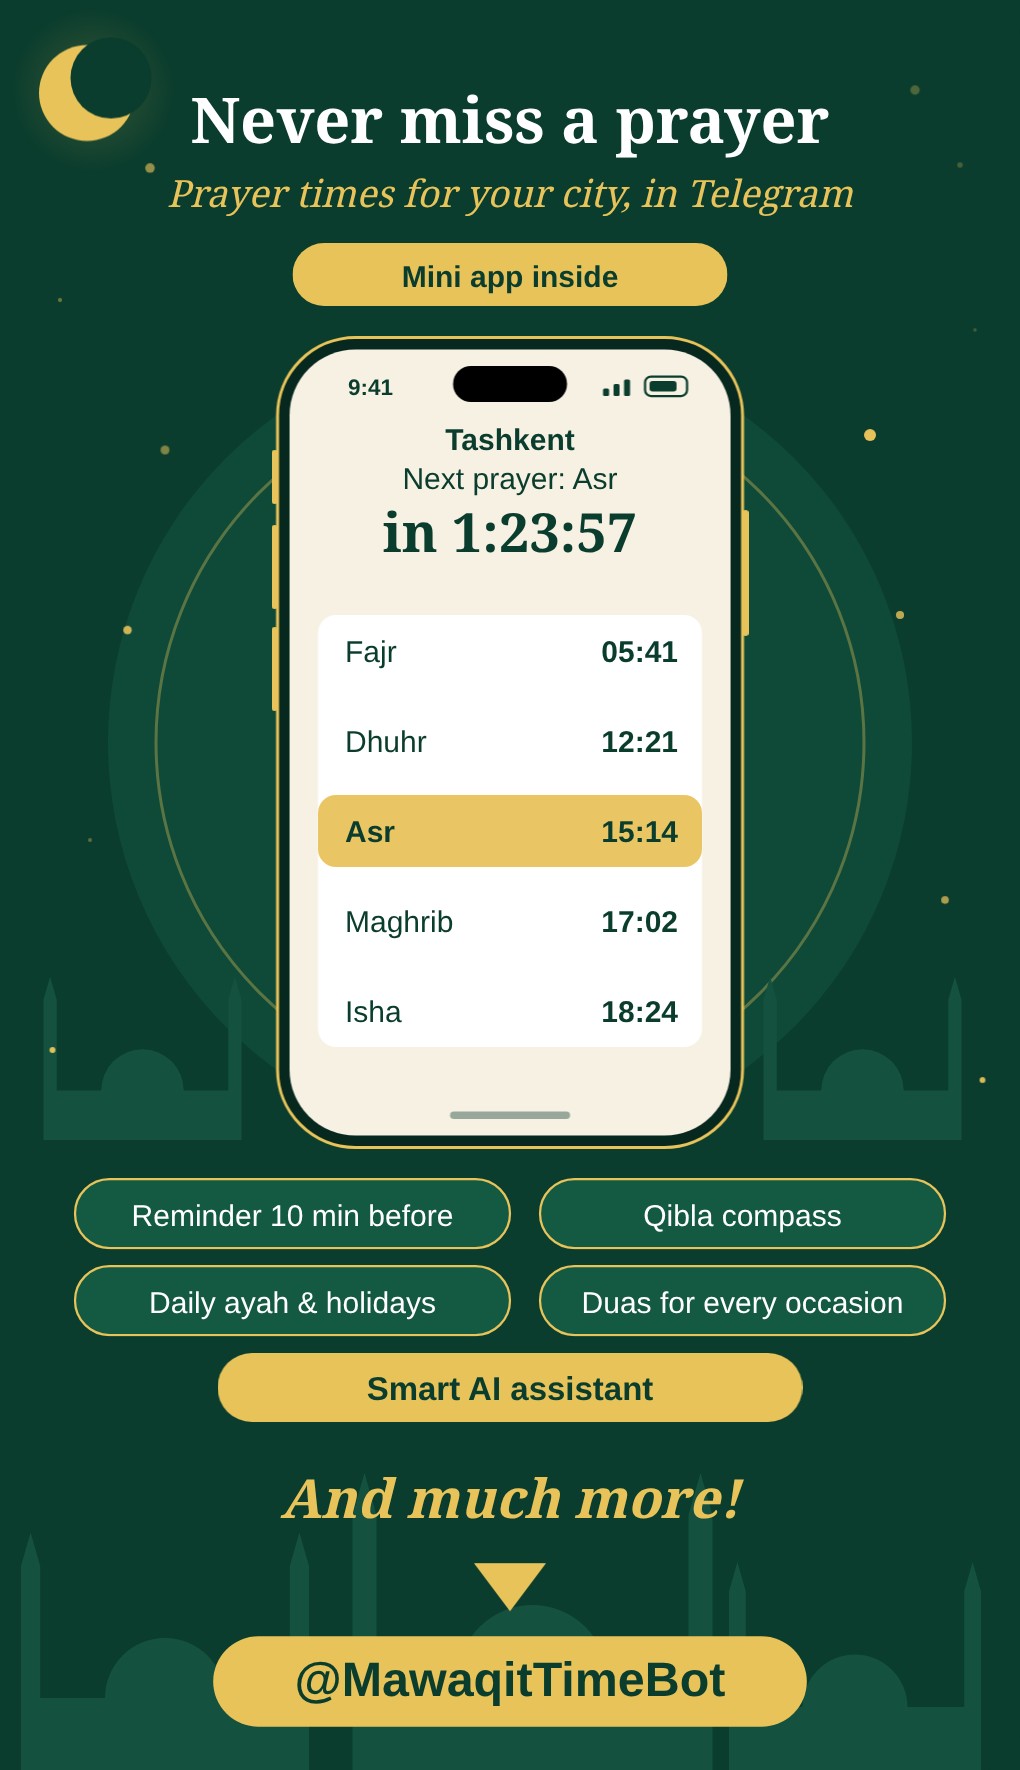 Never miss a prayer
Prayer times for your city, in Telegram
Mini app inside
9:41
Tashkent
Next prayer: Asr
in 1:23:57
Fajr 05:41
Dhuhr 12:21
Asr 15:14
Maghrib 17:02
Isha 18:24
Reminder 10 min before
Qibla compass
Daily ayah & holidays
Duas for every occasion
Smart AI assistant
And much more!
@MawaqitTimeBot